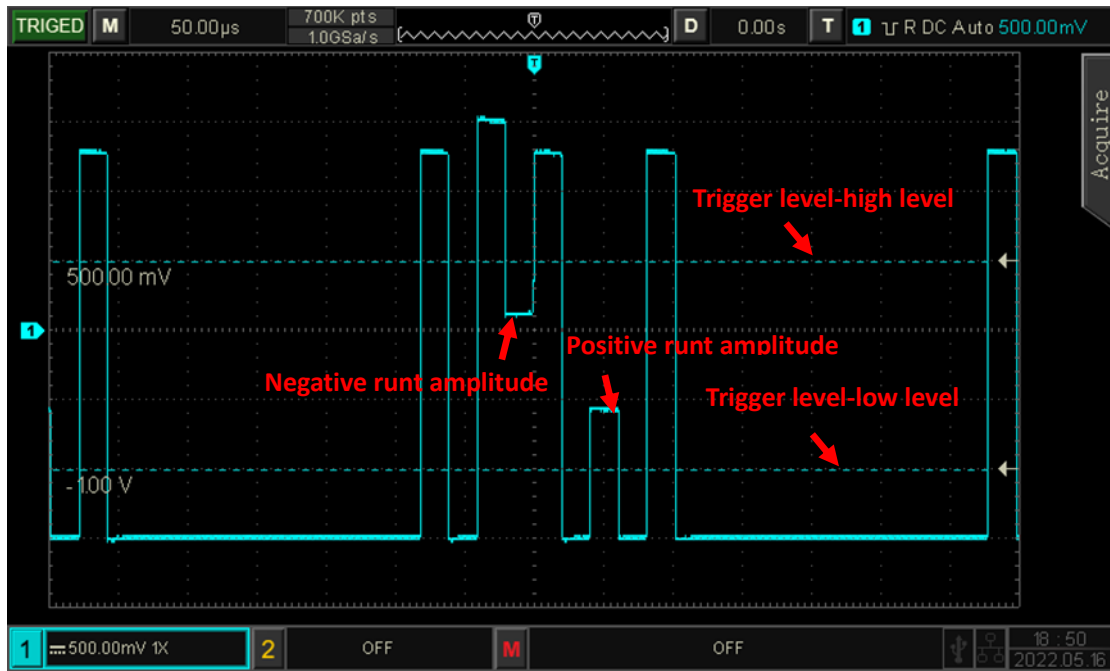 TRIGED M 50.00µs 700K pts D 0.00s T 1 R DC Auto 500.00mV
1.0GSa/s
T
T
Acquire
Trigger level-high level
500.00 mV
1
Positive runt amplitude
Negative runt amplitude
Trigger level-low level
-1.00 V
1 500.00mV 1X 2 OFF M OFF 18:50
2022.05.16